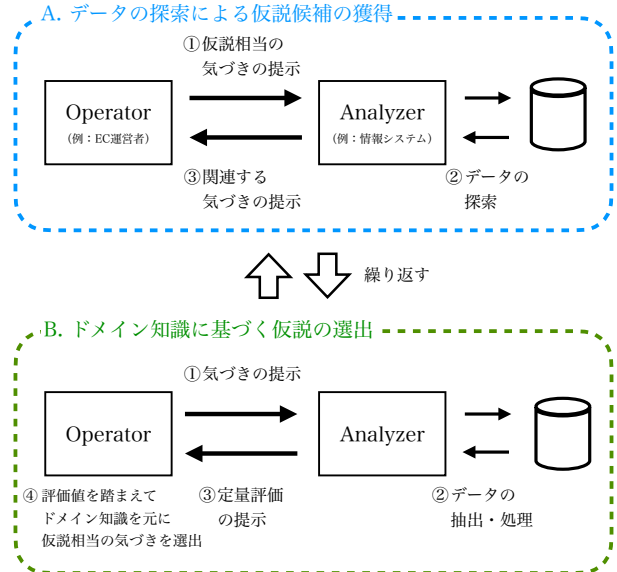 A. データの探索による仮説候補の獲得
①仮説相当の
気づきの提示
Operator
（例：EC運営者）
Analyzer
（例：情報システム）
③関連する
気づきの提示
②データの
探索
繰り返す
B. ドメイン知識に基づく仮説の選出
①気づきの提示
Operator
Analyzer
④ 評価値を踏まえて
ドメイン知識を元に
仮説相当の気づきを選出
③定量評価
の提示
②データの
抽出・処理